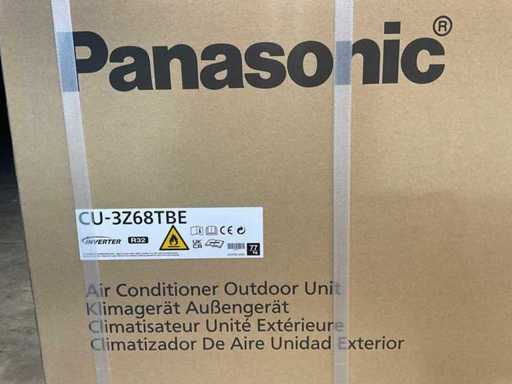 Panasonic®
CU-3Z68TBE
INVERTER R32
CE
Air Conditioner Outdoor Unit
Klimagerät Außengerät
Climatisateur Unité Extérieure
Climatizador De Aire Unidad Exterior